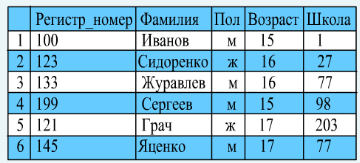 Регистр_номер Фамилия Пол Возраст Школа
1 100 Иванов м 15 1
2 123 Сидоренко ж 16 27
3 133 Журавлев м 16 77
4 199 Сергеев м 15 98
5 121 Грач ж 17 203
6 145 Яценко м 17 77